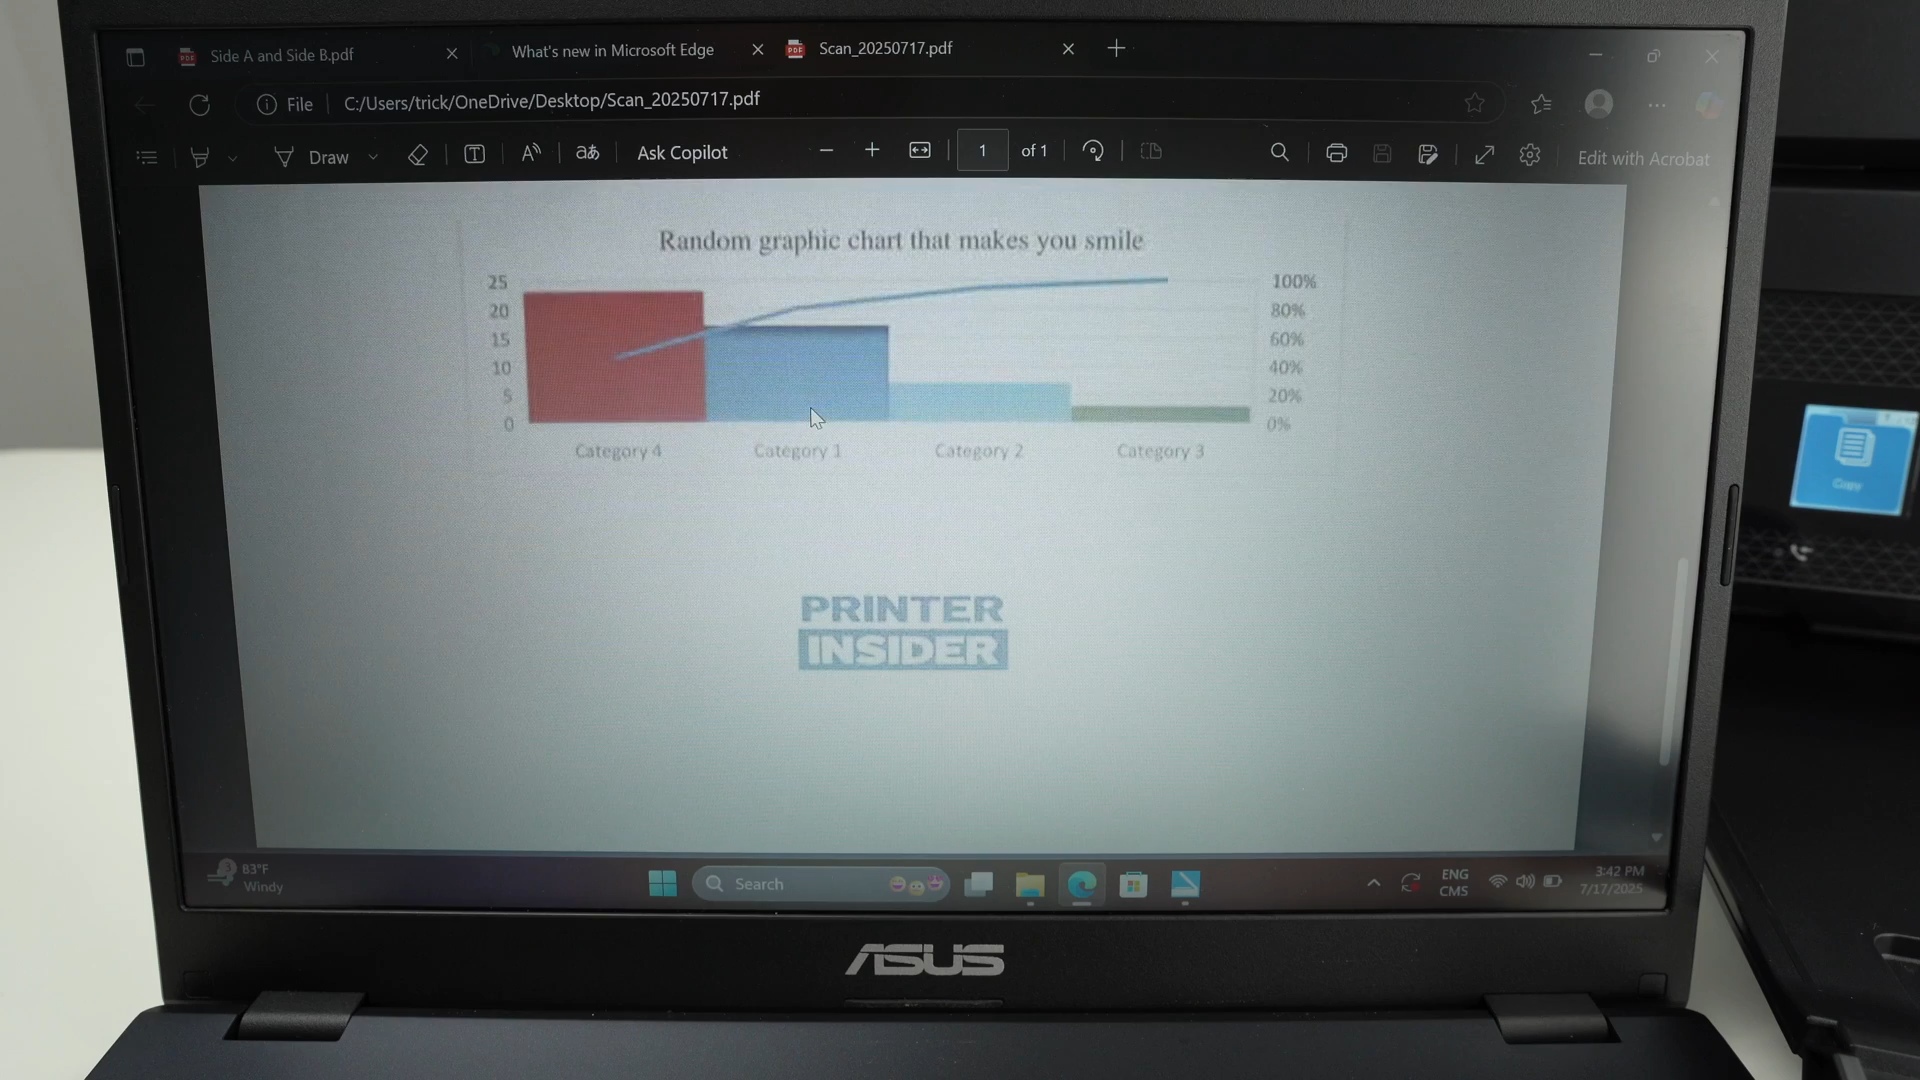 Side A and Side B.pdf
What's new in Microsoft Edge
Scan_20250717.pdf
File
C:/Users/trick/OneDrive/Desktop/Scan_20250717.pdf
Draw
aあ
Ask Copilot
1
of 1
Edit with Acrobat
Random graphic chart that makes you smile
25
20
15
10
5
0
100%
80%
60%
40%
20%
0%
Category 4
Category 1
Category 2
Category 3
PRINTER
INSIDER
Copy
83°F
Windy
Search
ENG
CMS
3:42 PM
7/17/2025
ASUS